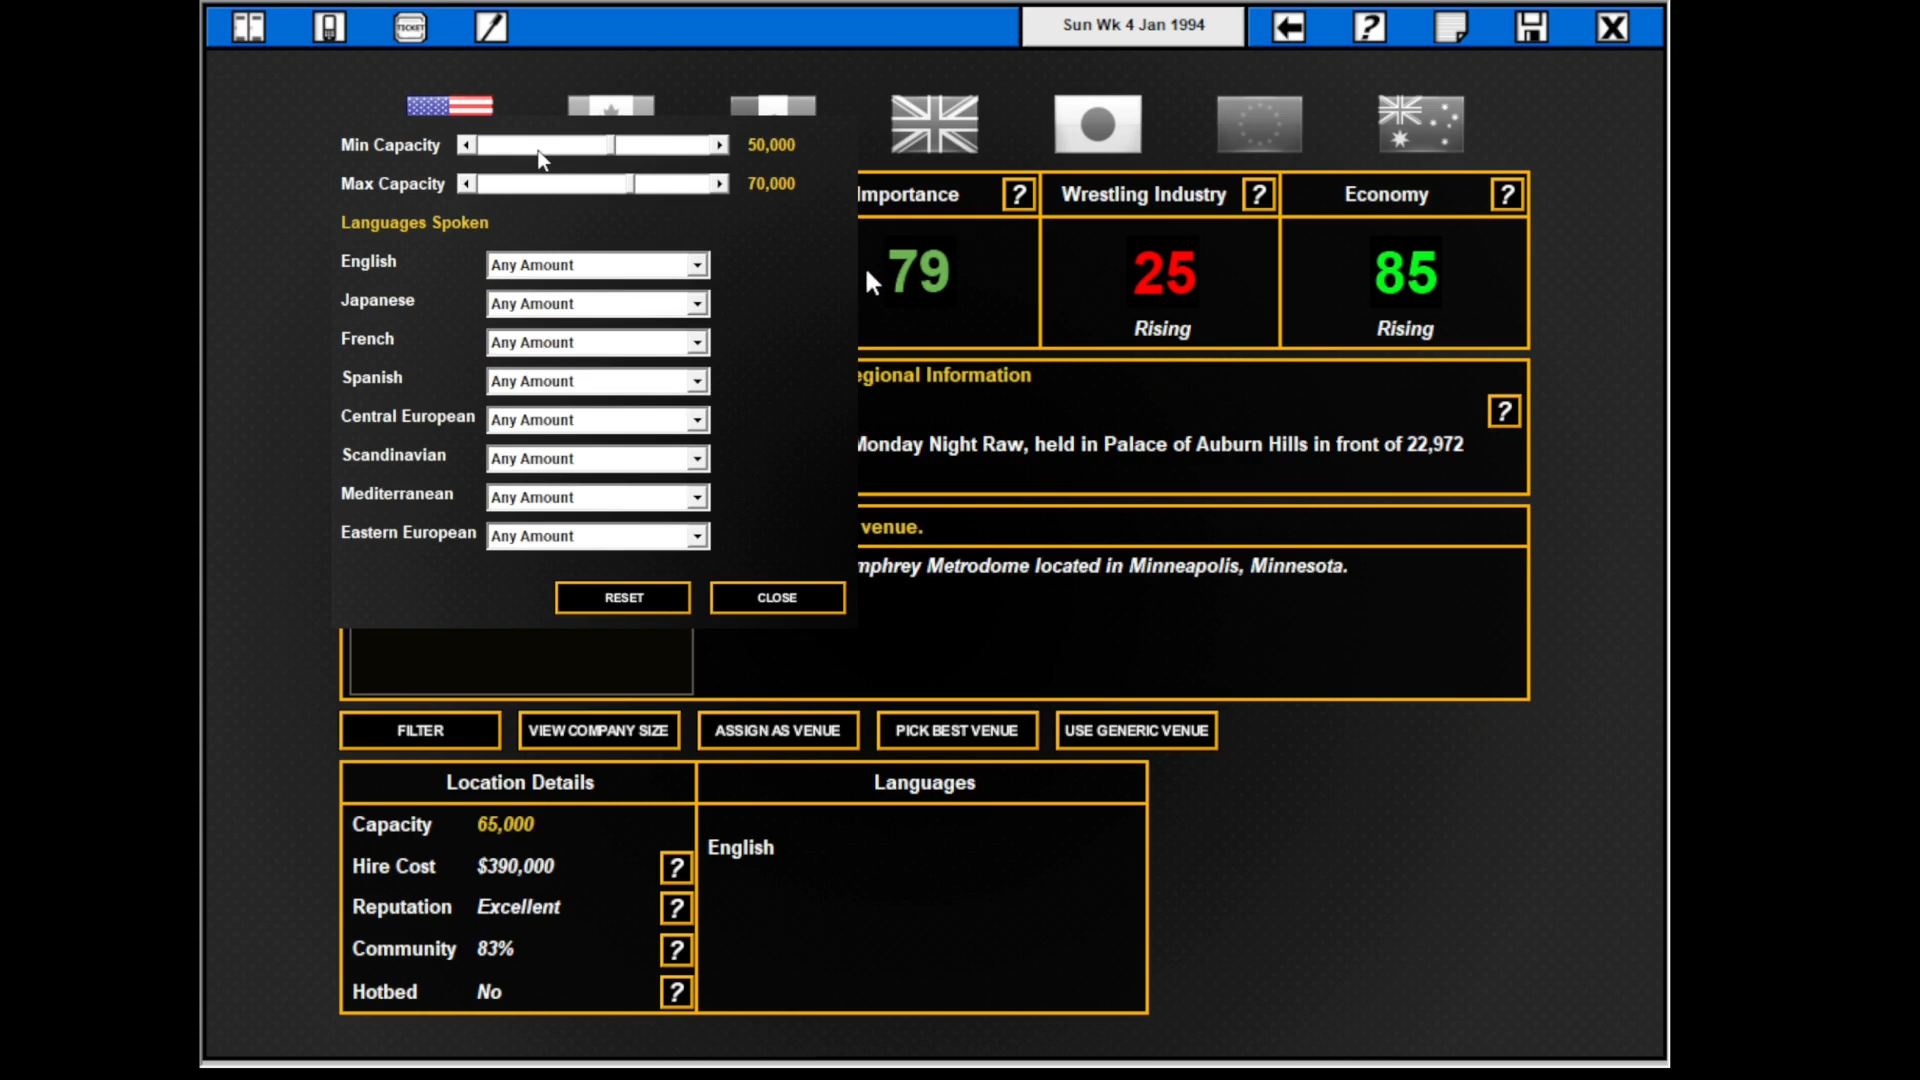 TICKET
Sun Wk 4 Jan 1994
?
Min Capacity 50,000
Max Capacity 70,000
Languages Spoken
English Any Amount
Japanese Any Amount
French Any Amount
Spanish Any Amount
Central European Any Amount
Scandinavian Any Amount
Mediterranean Any Amount
Eastern European Any Amount
RESET CLOSE
Importance ? Wrestling Industry ? Economy ?
79 25 85
Rising Rising
egional Information
?
Monday Night Raw, held in Palace of Auburn Hills in front of 22,972
venue.
mphrey Metrodome located in Minneapolis, Minnesota.
FILTER VIEW COMPANY SIZE ASSIGN AS VENUE PICK BEST VENUE USE GENERIC VENUE
Location Details Languages
Capacity 65,000
English
Hire Cost $390,000 ?
Reputation Excellent ?
Community 83% ?
Hotbed No ?